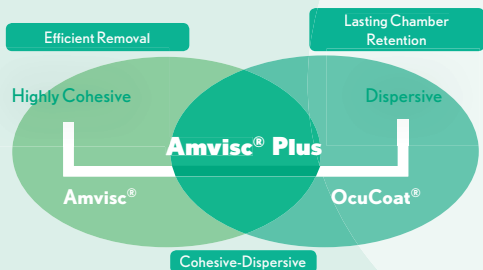 Efficient Removal
Lasting Chamber
Retention
Highly Cohesive
Dispersive
Amvisc® Plus
Amvisc®
OcuCoat®
Cohesive-Dispersive